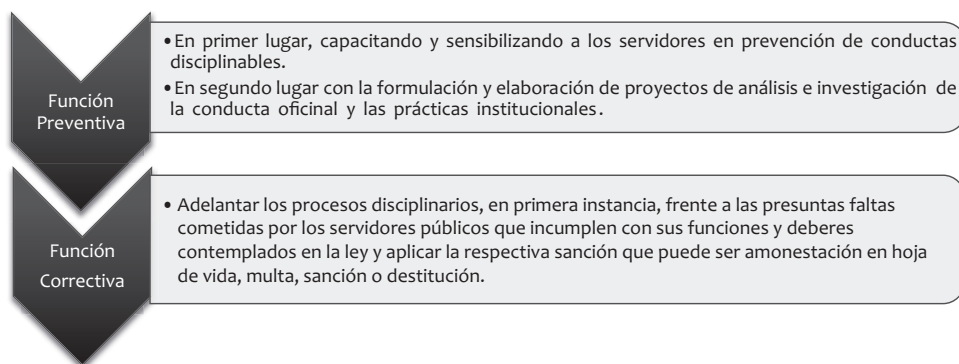 Función
Preventiva
•En primer lugar, capacitando y sensibilizando a los servidores en prevención de conductas
disciplinables.
•En segundo lugar con la formulación y elaboración de proyectos de análisis e investigación de
la conducta oficinal y las prácticas institucionales.
Función
Correctiva
• Adelantar los procesos disciplinarios, en primera instancia, frente a las presuntas faltas
cometidas por los servidores públicos que incumplen con sus funciones y deberes
contemplados en la ley y aplicar la respectiva sanción que puede ser amonestación en hoja
de vida, multa, sanción o destitución.